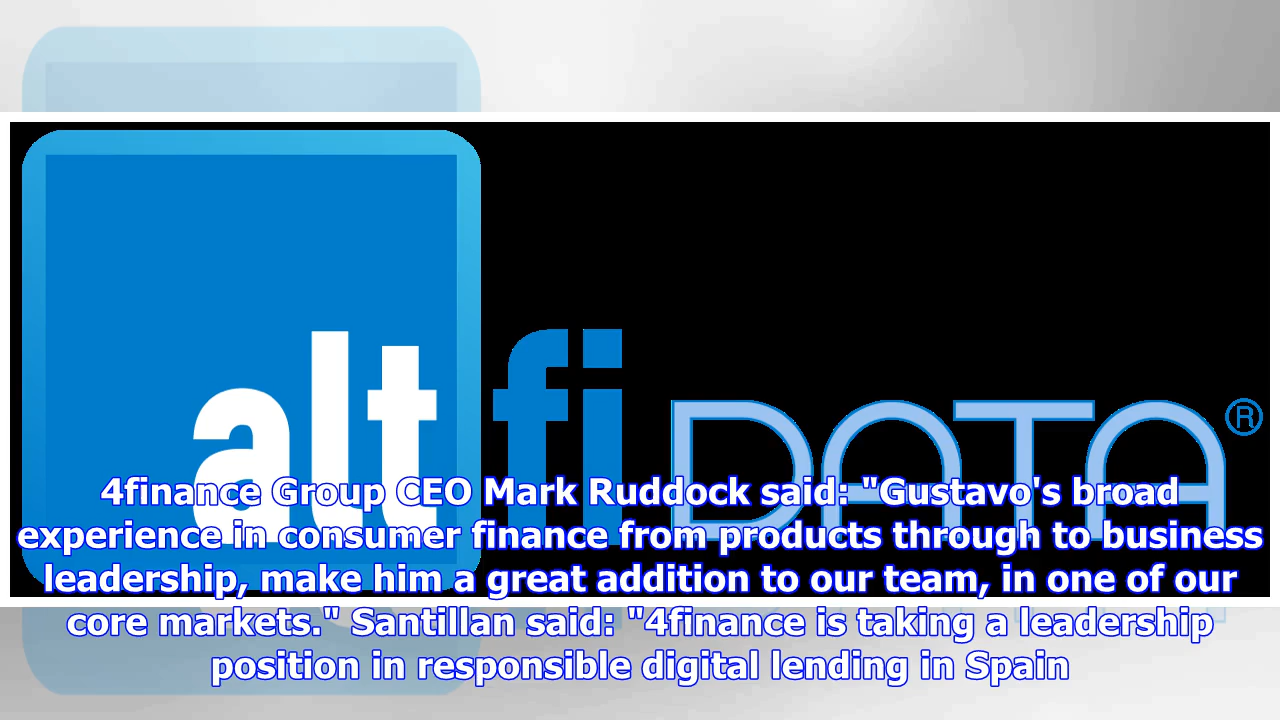 alt fi DATA ®
4finance Group CEO Mark Ruddock said: "Gustavo's broad
experience in consumer finance from products through to business
leadership, make him a great addition to our team, in one of our
core markets." Santillan said: "4finance is taking a leadership
position in responsible digital lending in Spain